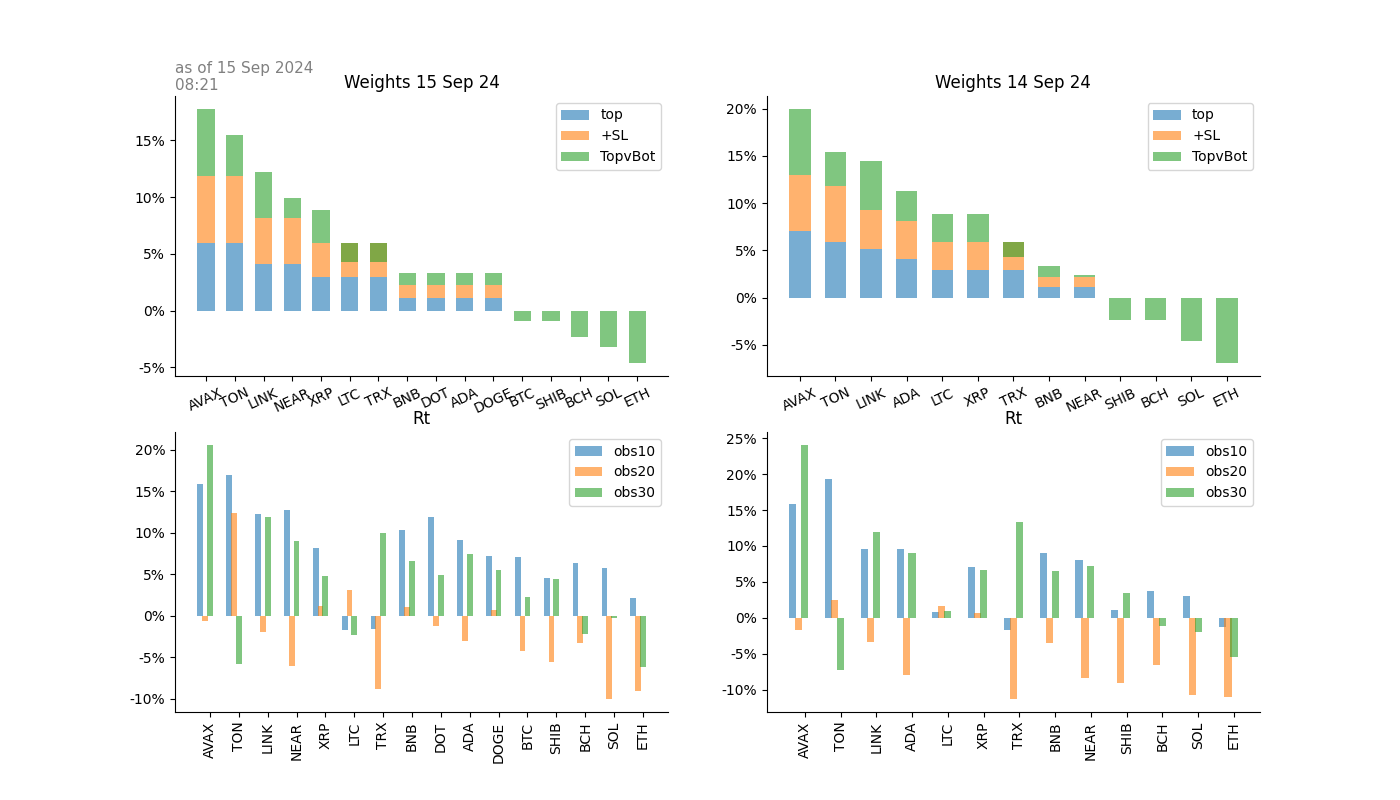 as of 15 Sep 2024
08:21
Weights 15 Sep 24
top
+SL
TopvBot
15%
10%
5%
0%
-5%
AVAX TON LINK NEAR XRP LTC TRX BNB DOT ADA DOGE BTC SHIB BCH SOL ETH
Weights 14 Sep 24
top
+SL
TopvBot
20%
15%
10%
5%
0%
-5%
AVAX TON LINK ADA LTC XRP TRX BNB NEAR SHIB BCH SOL ETH
Rt
obs10
obs20
obs30
20%
15%
10%
5%
0%
-5%
-10%
AVAX TON LINK NEAR XRP LTC TRX BNB DOT ADA DOGE BTC SHIB BCH SOL ETH
Rt
obs10
obs20
obs30
25%
20%
15%
10%
5%
0%
-5%
-10%
AVAX TON LINK ADA LTC XRP TRX BNB NEAR SHIB BCH SOL ETH